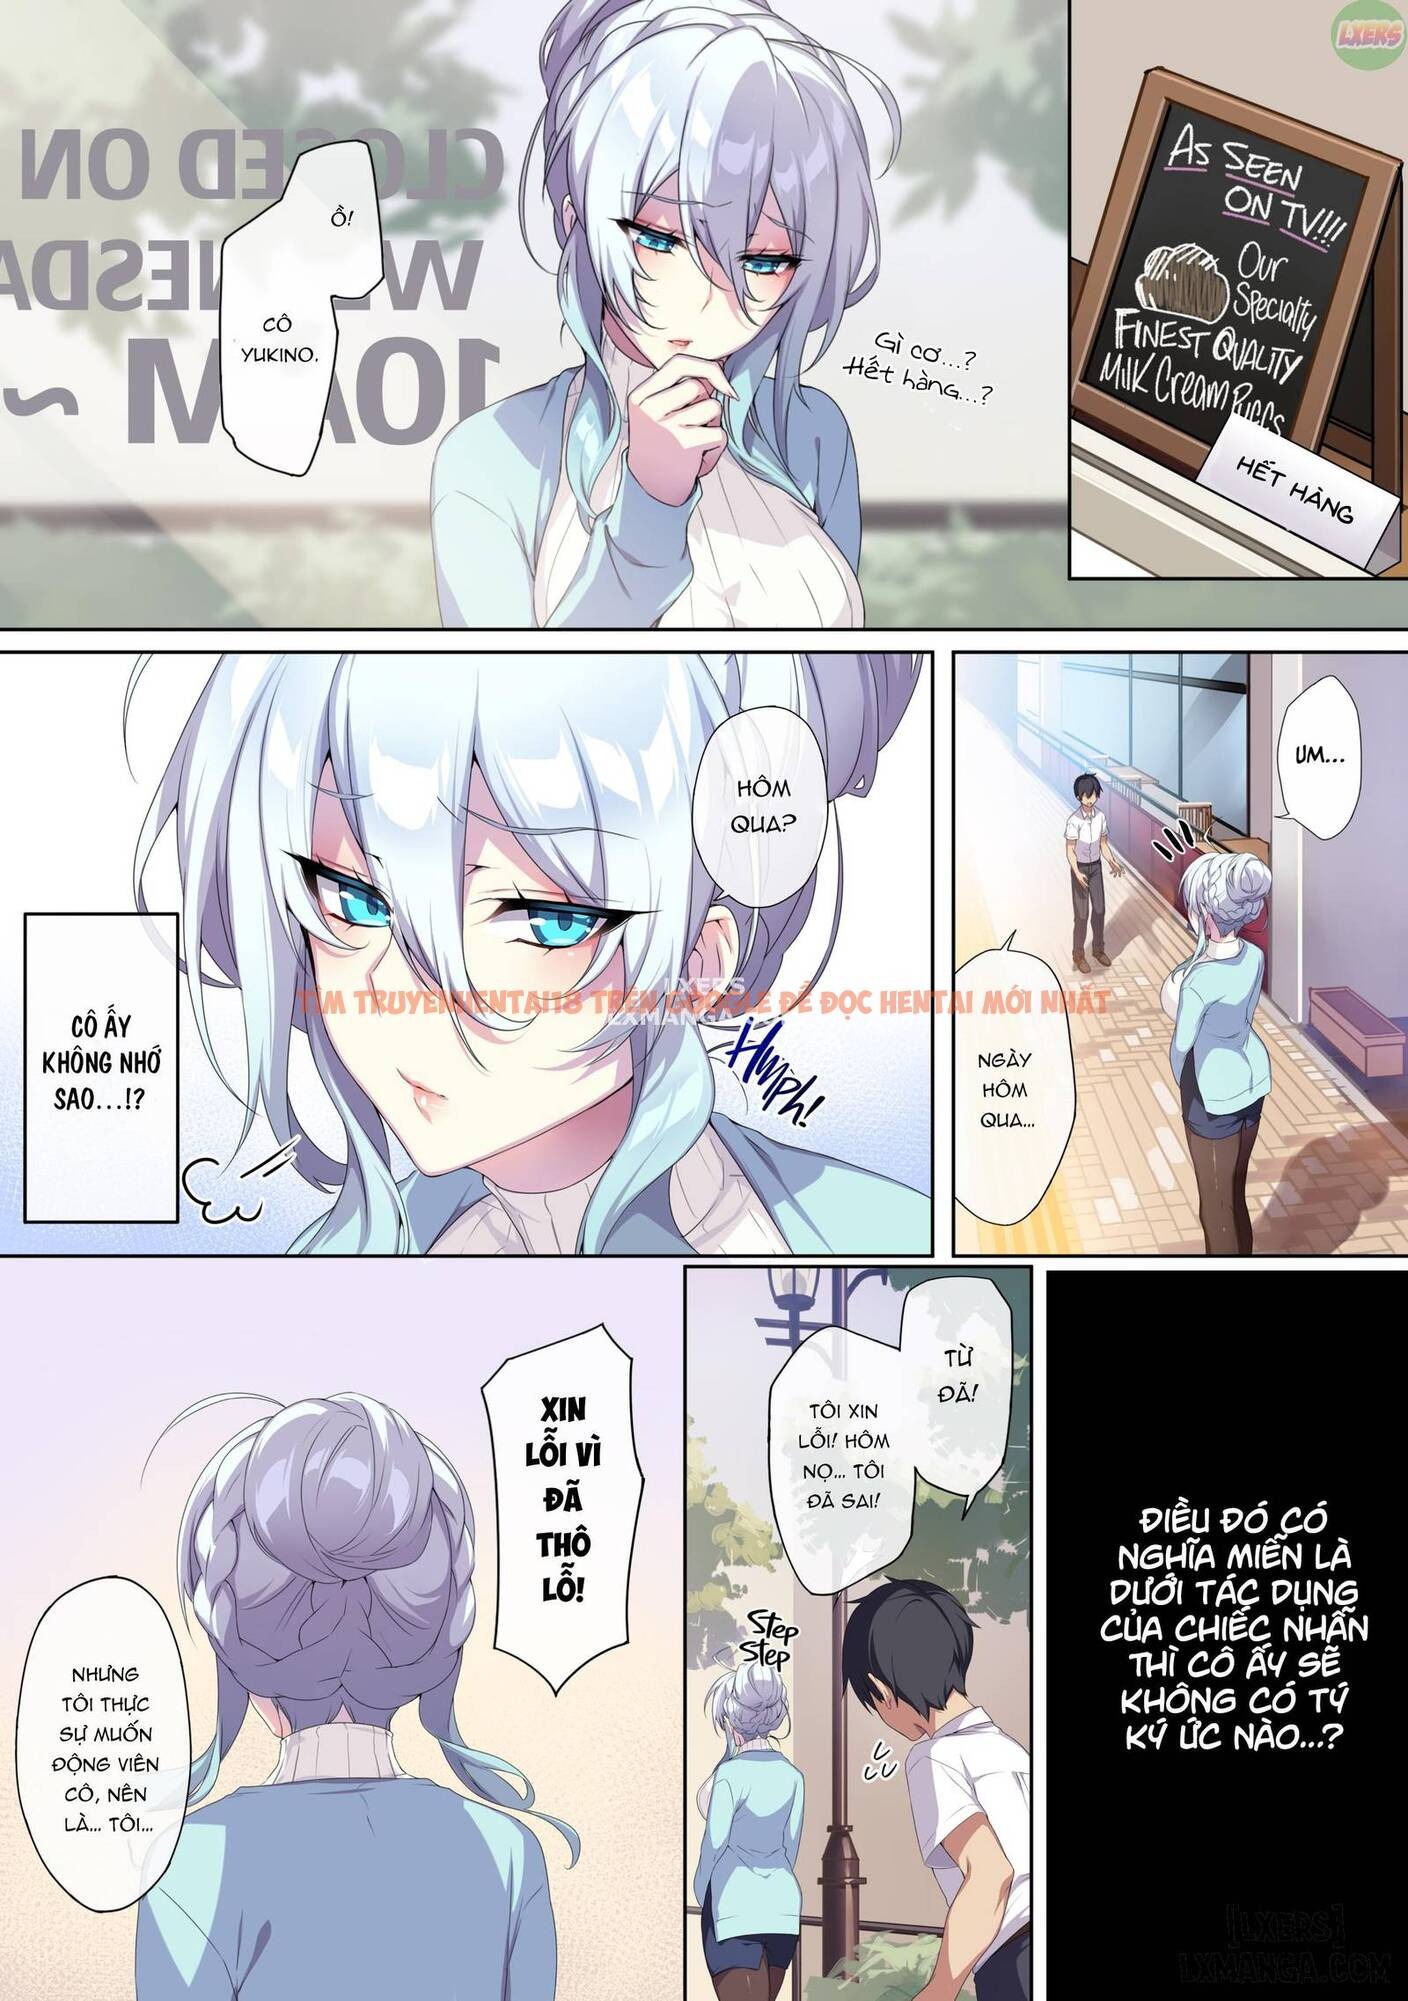 LXERS
AS SEEN
ON TV!!!
Our
Specialty
FINEST QUALITY
Milk Cream Puffs
HẾT HÀNG
Gì cơ...?
Hết hàng...?
CLOSED ON
10AM ~
Ồ!
CÔ
YUKINO.
UM...
NGÀY
HÔM
QUA...
HÔM
QUA?
LXERS
LXMANGA
TÌM TRUYENHENTAI18 TRÊN GOOGLE ĐỂ ĐỌC HENTAI MỚI NHẤT
HMPH!
CÔ ẤY
KHÔNG NHỚ
SAO...!?
ĐIỀU ĐÓ CÓ
NGHĨA MIỄN LÀ
DƯỚI TÁC DỤNG
CỦA CHIẾC NHẪN
THÌ CÔ ẤY SẼ
KHÔNG CÓ TÝ
KÝ ỨC NÀO...?
TỪ
ĐÃ!
TÔI XIN
LỖI! HÔM
NỌ... TÔI
ĐÃ SAI!
Step
Step
XIN
LỖI VÌ
ĐÃ
THÔ
LỖ!
NHƯNG
TÔI THỰC
SỰ MUỐN
ĐỘNG VIÊN
CÔ, NÊN
LÀ... TÔI...
[LXERS]
LXMANGA.COM